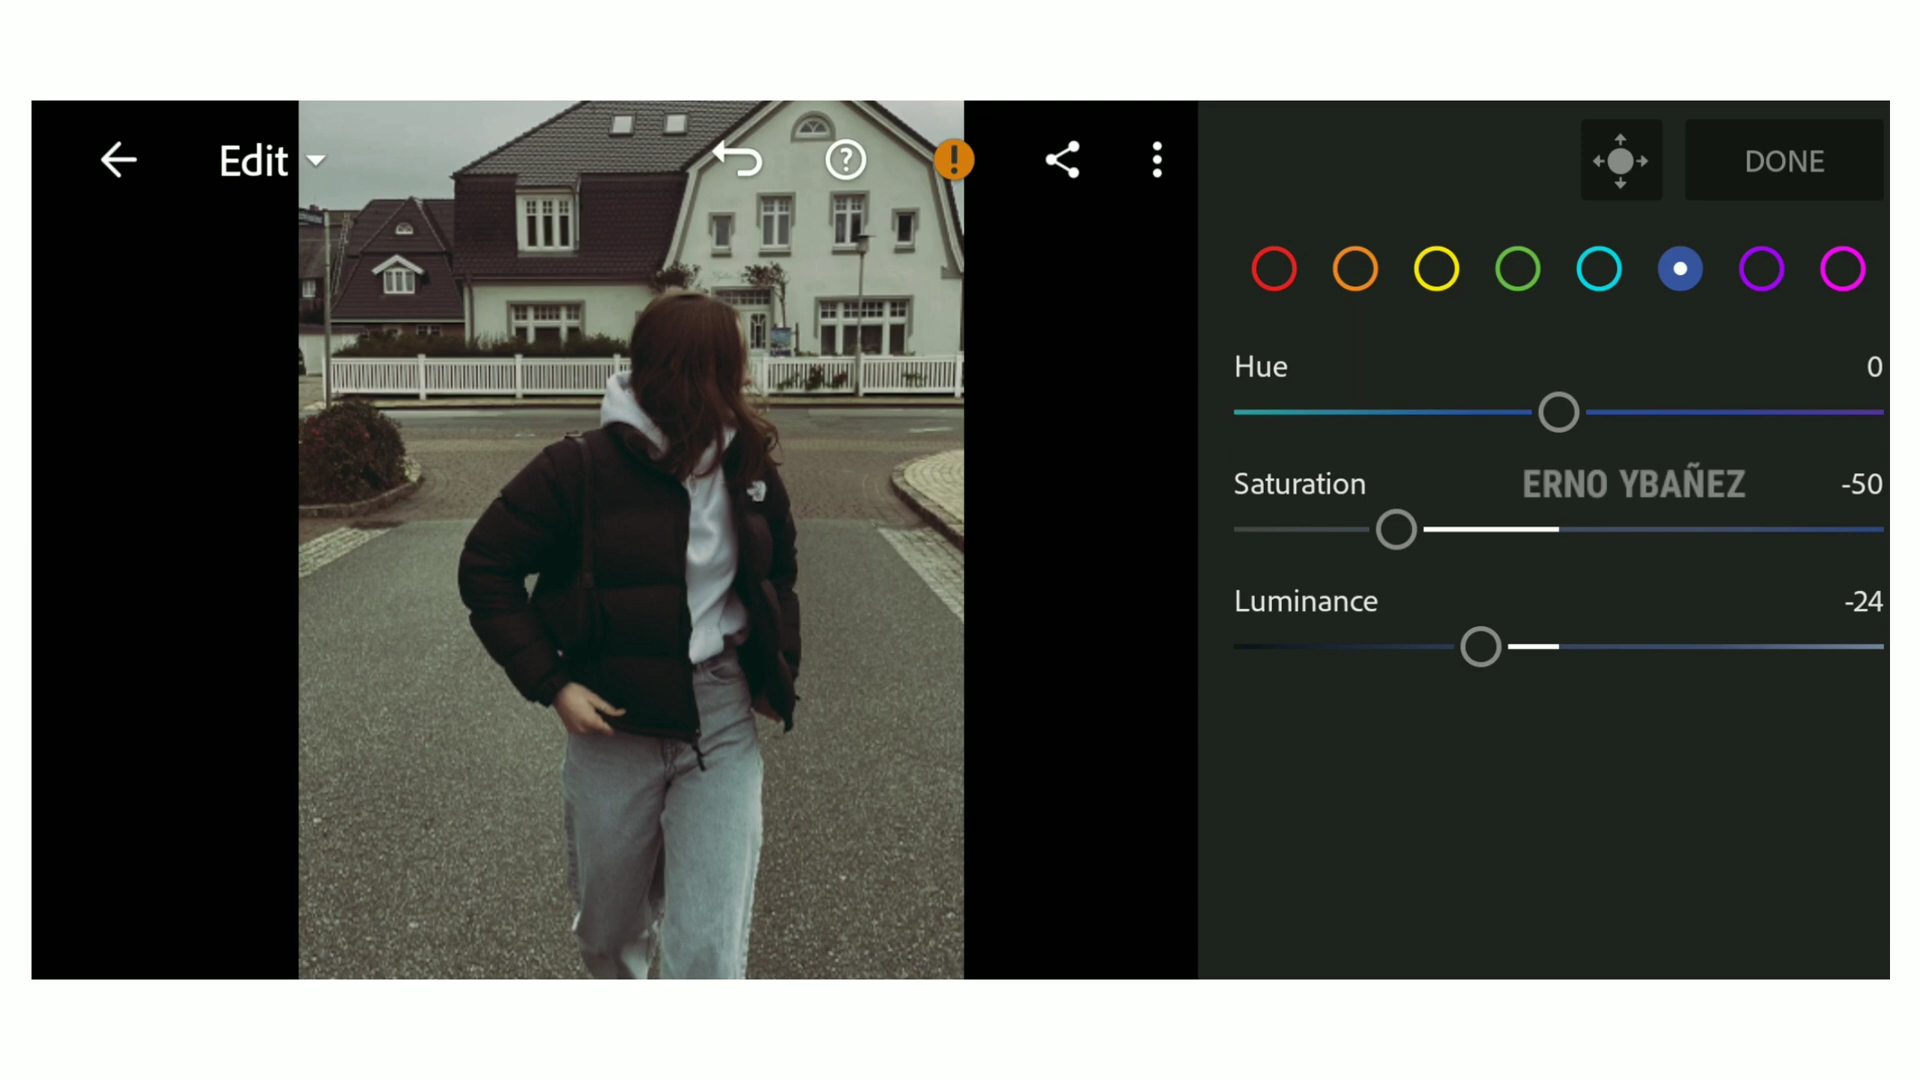 Edit
DONE
Hue 0
Saturation ERNO YBAÑEZ -50
Luminance -24